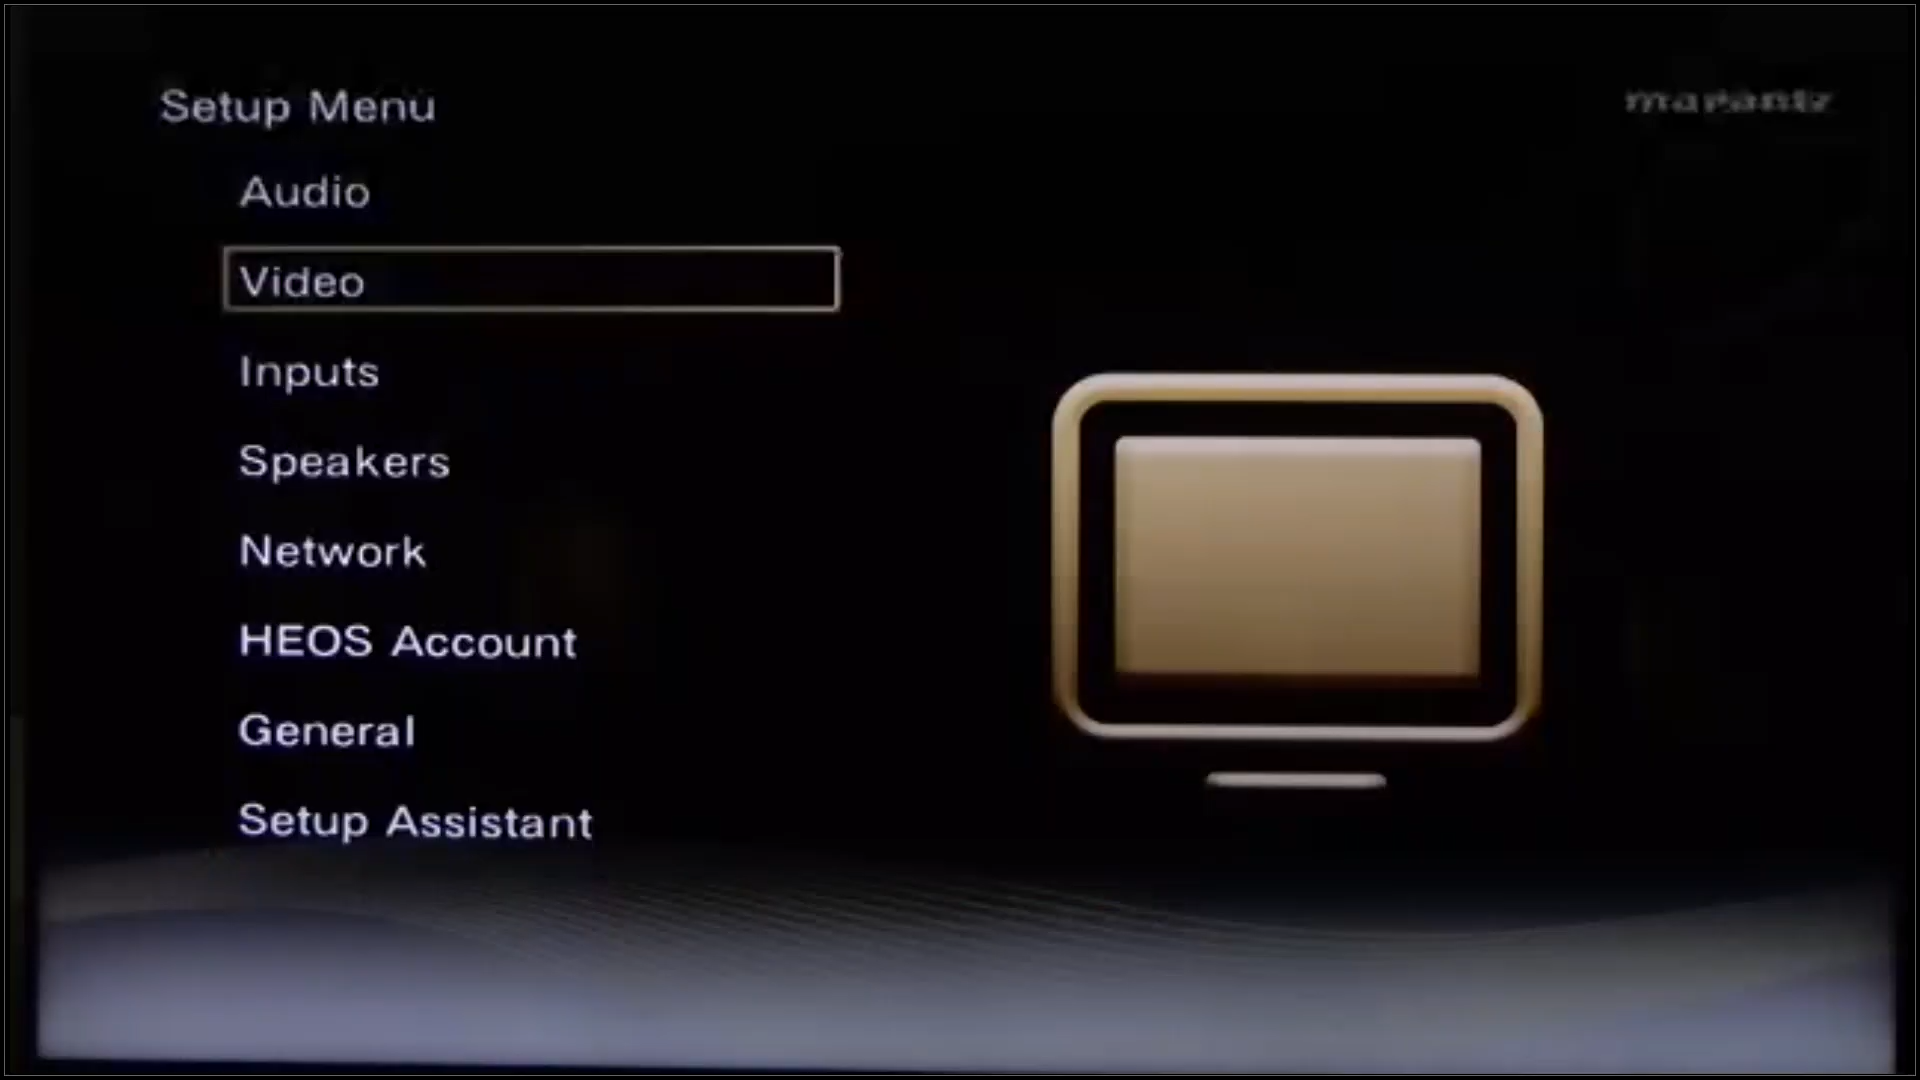 Setup Menu
marantz
Audio
Video
Inputs
Speakers
Network
HEOS Account
General
Setup Assistant